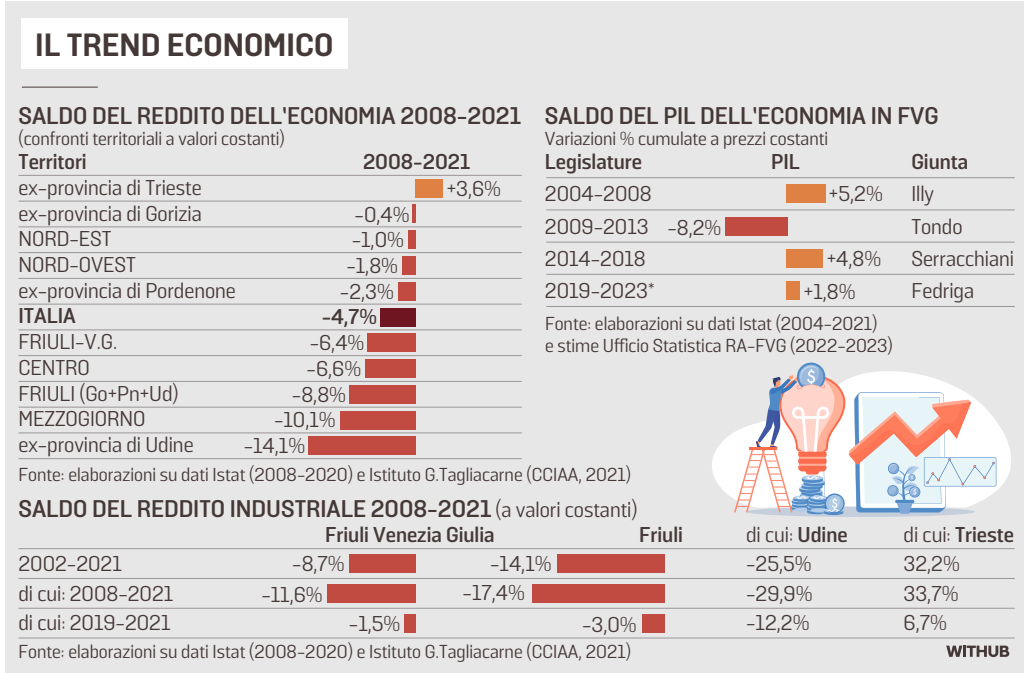 IL TREND ECONOMICO
SALDO DEL REDDITO DELL'ECONOMIA 2008-2021
(confronti territoriali a valori costanti)
Territori 2008-2021
ex-provincia di Trieste +3,6%
ex-provincia di Gorizia -0,4%
NORD-EST -1,0%
NORD-OVEST -1,8%
ex-provincia di Pordenone -2,3%
ITALIA -4,7%
FRIULI-V.G. -6,4%
CENTRO -6,6%
FRIULI (Go+Pn+Ud) -8,8%
MEZZOGIORNO -10,1%
ex-provincia di Udine -14,1%
Fonte: elaborazioni su dati Istat (2008-2020) e Istituto G.Tagliacarne (CCIAA, 2021)
SALDO DEL PIL DELL'ECONOMIA IN FVG
Variazioni % cumulate a prezzi costanti
Legislature PIL Giunta
2004-2008 +5,2% Illy
2009-2013 -8,2% Tondo
2014-2018 +4,8% Serracchiani
2019-2023* +1,8% Fedriga
Fonte: elaborazioni su dati Istat (2004-2021)
e stime Ufficio Statistica RA-FVG (2022-2023)
$
$
$
SALDO DEL REDDITO INDUSTRIALE 2008-2021 (a valori costanti)
Friuli Venezia Giulia Friuli di cui: Udine di cui: Trieste
2002-2021 -8,7% -14,1% -25,5% 32,2%
di cui: 2008-2021 -11,6% -17,4% -29,9% 33,7%
di cui: 2019-2021 -1,5% -3,0% -12,2% 6,7%
Fonte: elaborazioni su dati Istat (2008-2020) e Istituto G.Tagliacarne (CCIAA, 2021)
WITHUB